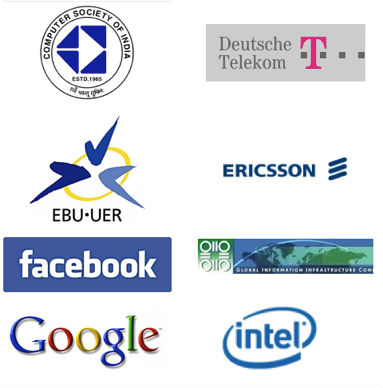 COMPUTER SOCIETY OF INDIA
ESTD.1965
Deutsche
Telekom
T
EBU•UER
ERICSSON
facebook
GLOBAL INFORMATION INFRASTRUCTURE COM
Google
intel